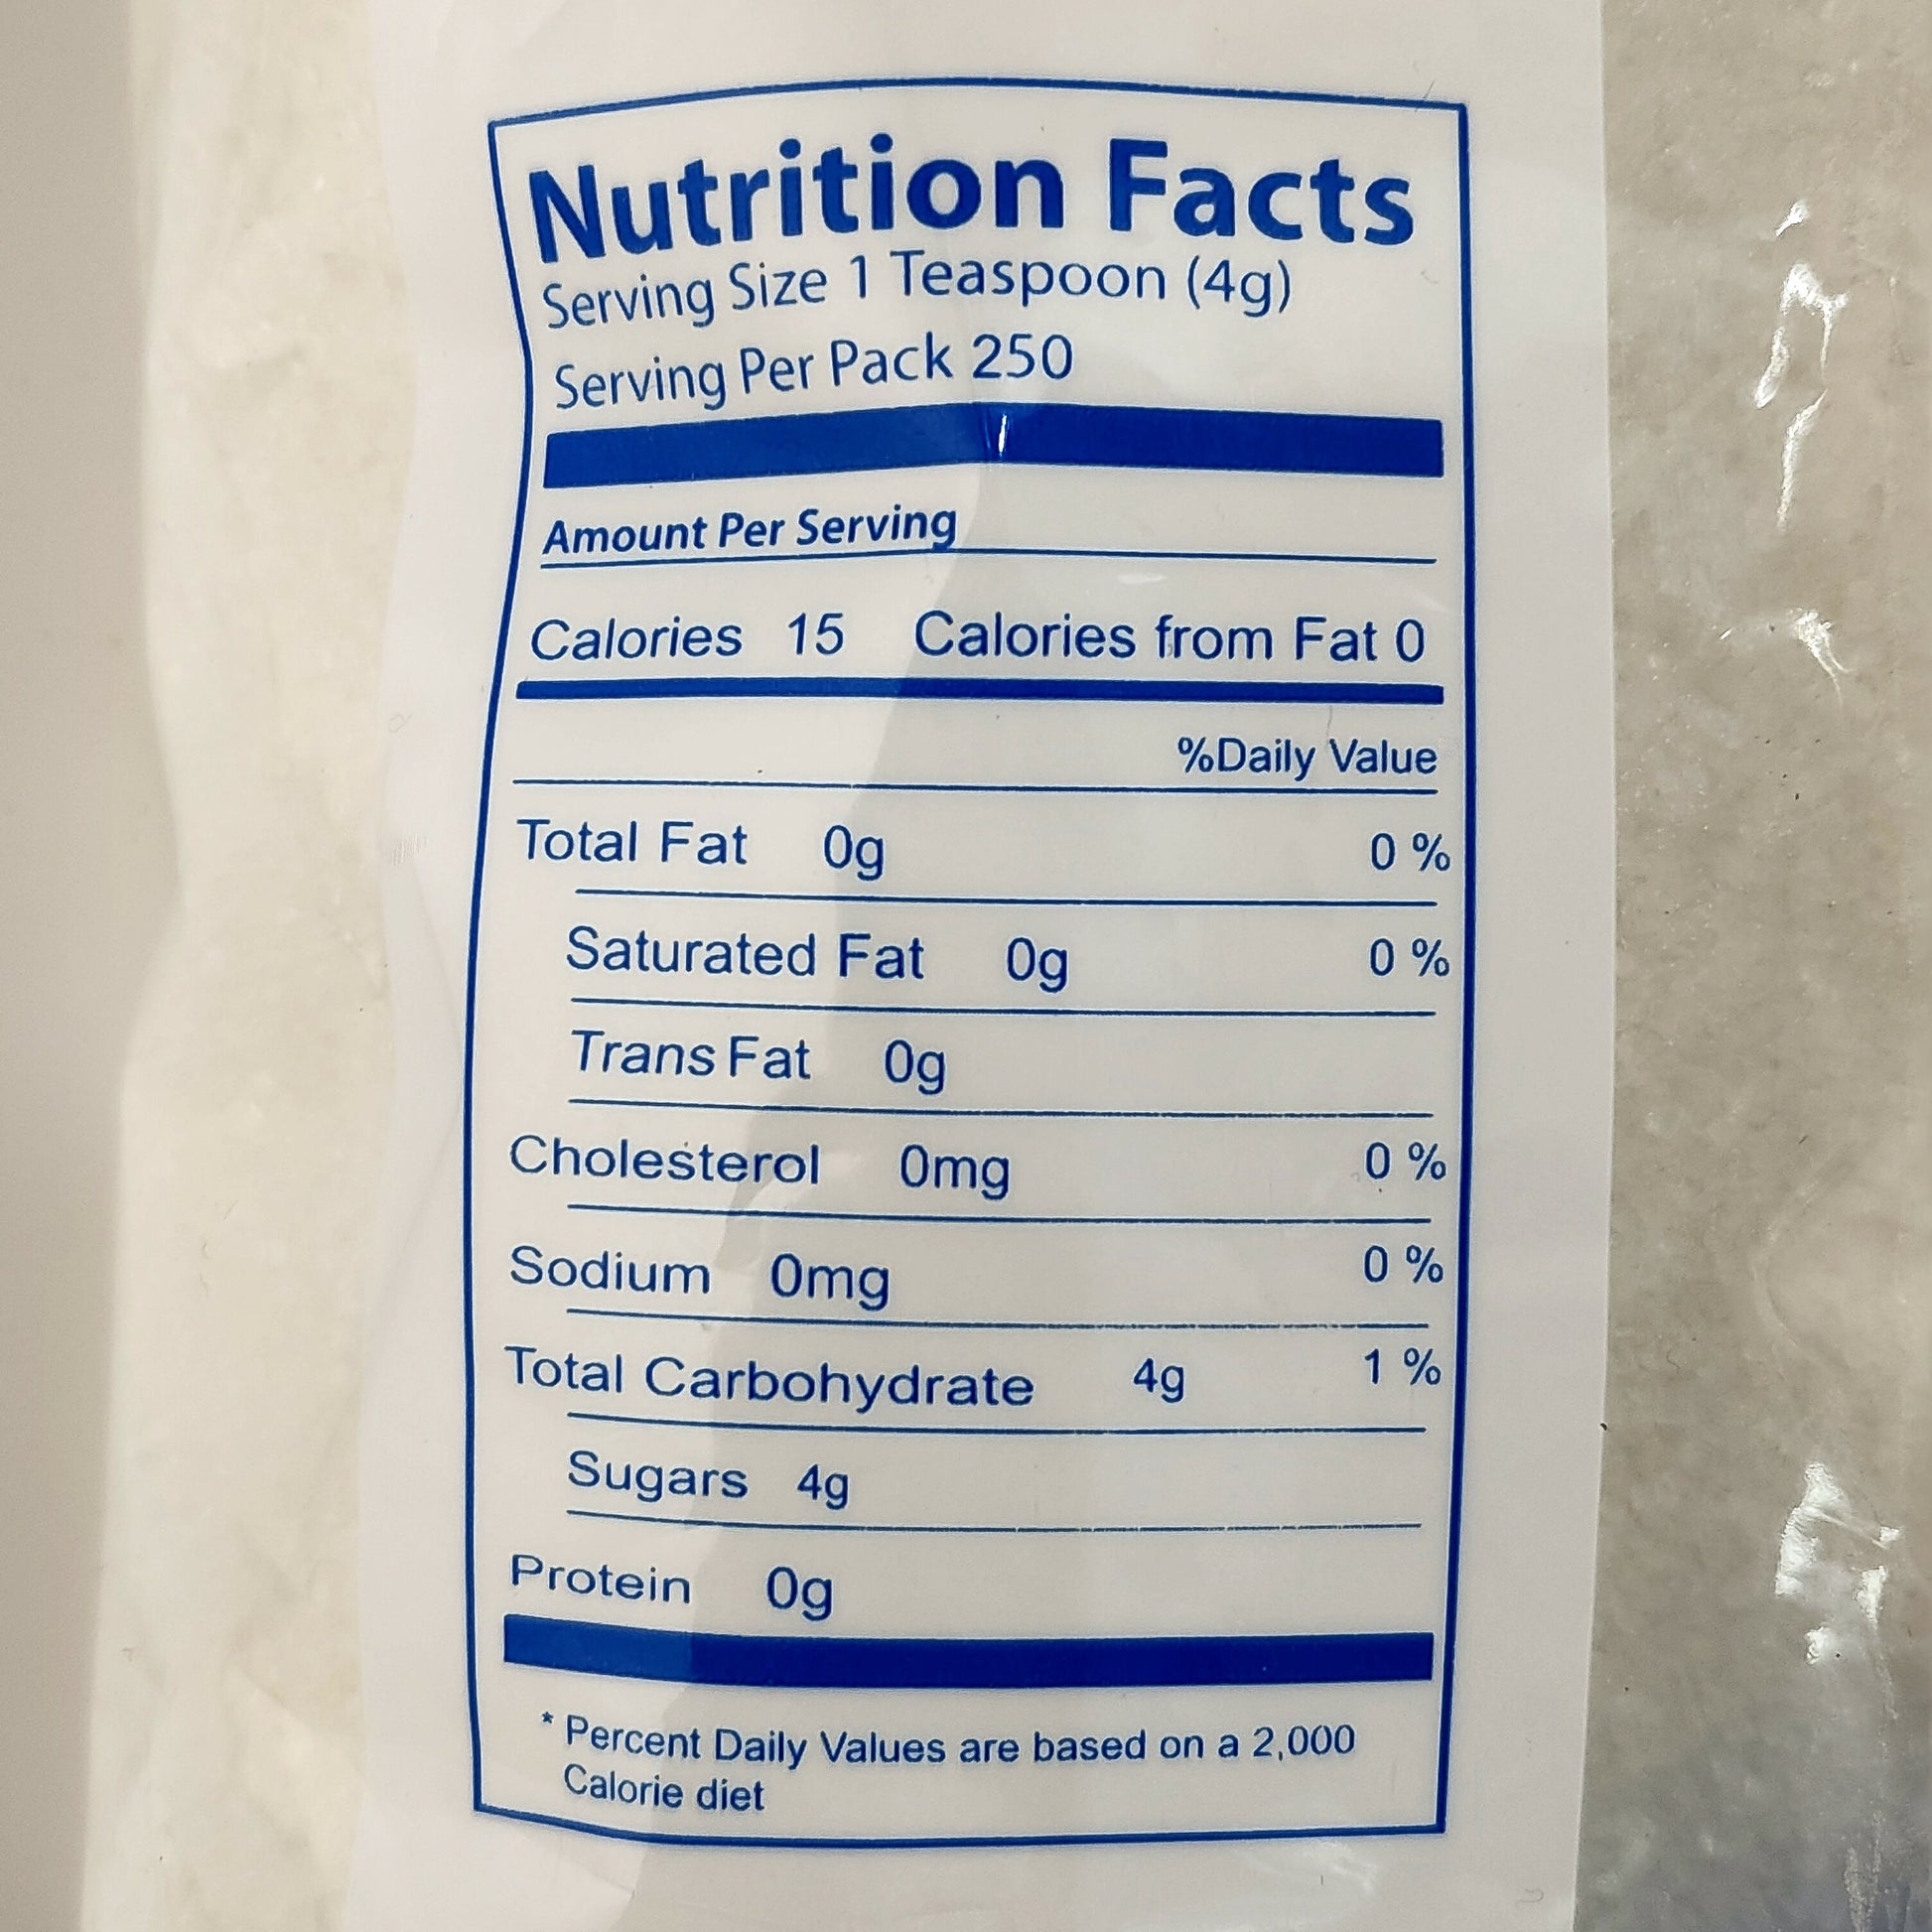 Nutrition Facts
Serving Size 1 Teaspoon (4g)
Serving Per Pack 250
Amount Per Serving
Calories 15 Calories from Fat 0
%Daily Value
Total Fat 0g 0 %
Saturated Fat 0g 0 %
Trans Fat 0g
Cholesterol 0mg 0 %
Sodium 0mg 0 %
Total Carbohydrate 4g 1 %
Sugars 4g
Protein 0g
* Percent Daily Values are based on a 2,000
Calorie diet